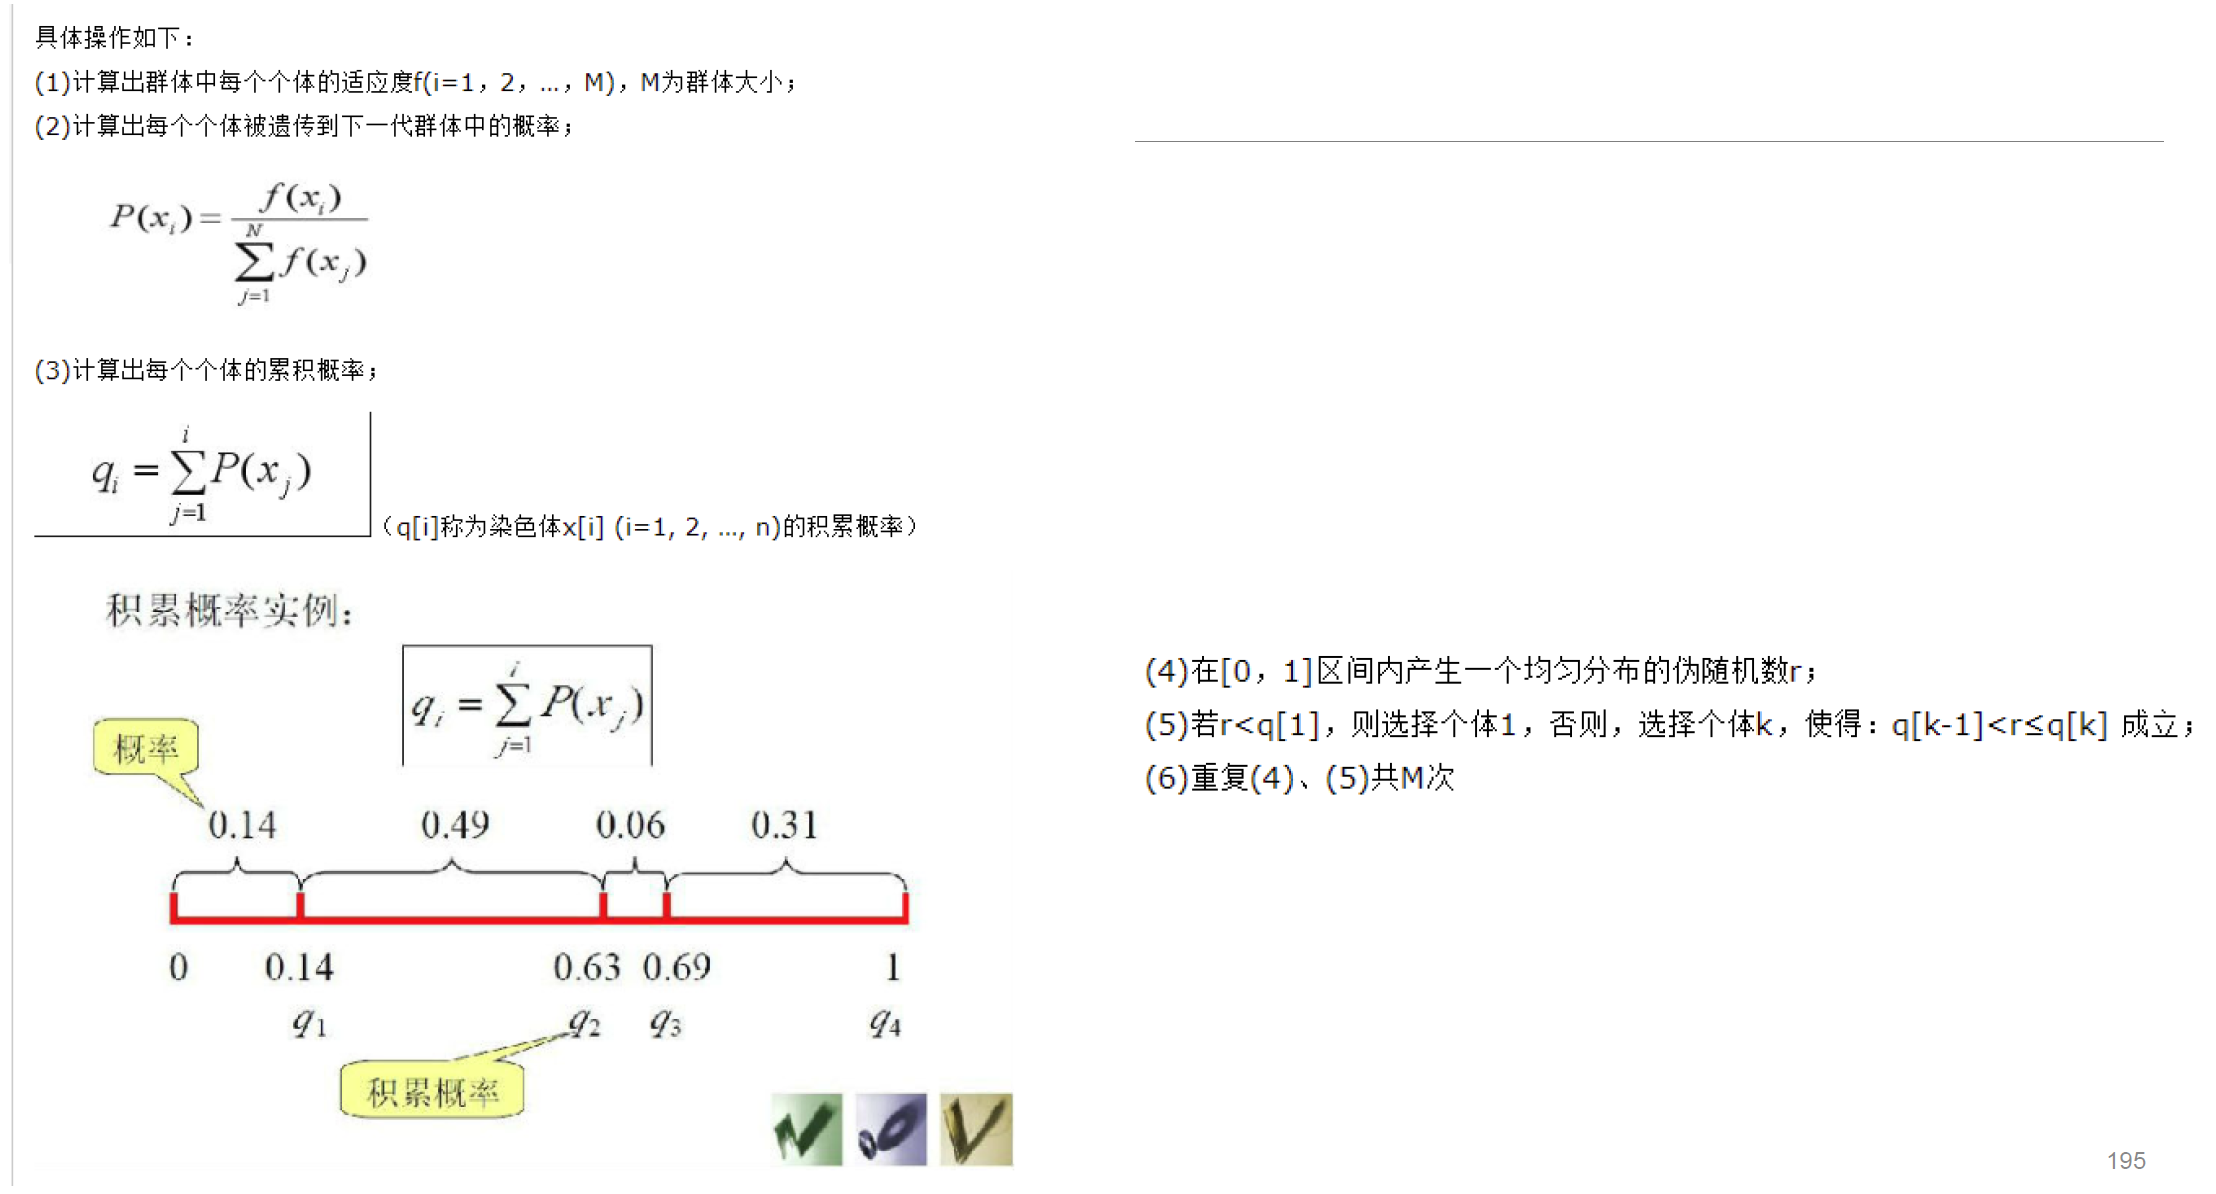 具体操作如下：
(1)计算出群体中每个个体的适应度f(i=1，2，…，M)，M为群体大小；
(2)计算出每个个体被遗传到下一代群体中的概率；
P(x_i) = f(x_i) / ∑_{j=1}^{N} f(x_j)
(3)计算出每个个体的累积概率；
q_i = ∑_{j=1}^{i} P(x_j)
（q[i]称为染色体x[i] (i=1, 2, …, n)的积累概率）
积累概率实例：
q_i = ∑_{j=1}^{i} P(x_j)
概率
0.14 0.49 0.06 0.31
0 0.14 0.63 0.69 1
q1 q2 q3 q4
积累概率
(4)在[0，1]区间内产生一个均匀分布的伪随机数r；
(5)若r<q[1]，则选择个体1，否则，选择个体k，使得：q[k-1]<r≤q[k] 成立；
(6)重复(4)、(5)共M次
195